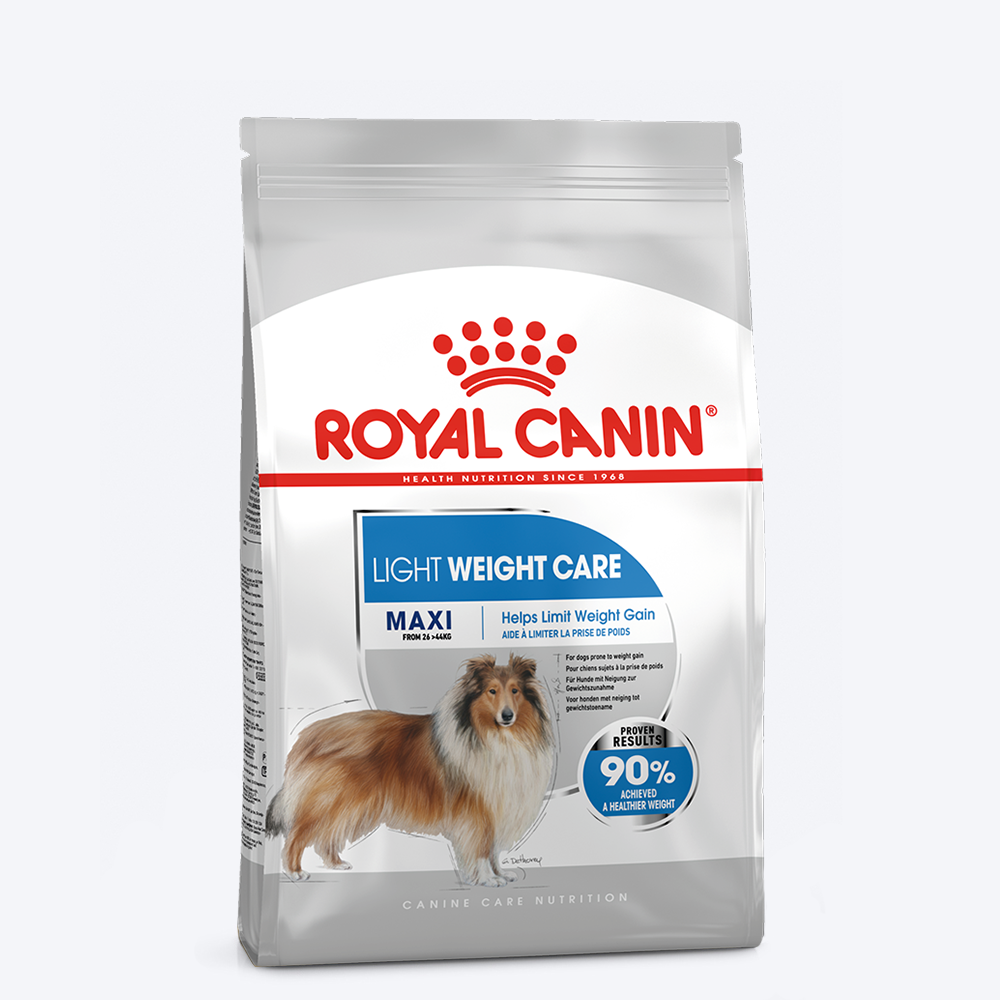 ROYAL CANIN®
HEALTH NUTRITION SINCE 1968
LIGHT WEIGHT CARE
MAXI
FROM 26 >44KG
Helps Limit Weight Gain
AIDE À LIMITER LA PRISE DE POIDS
For dogs prone to weight gain
Pour chiens sujets à la prise de poids
Für Hunde mit Neigung zur
Gewichtszunahme
Voor honden met neiging tot
gewichtstoename
PROVEN
RESULTS
90%
ACHIEVED
A HEALTHIER WEIGHT
CANINE CARE NUTRITION